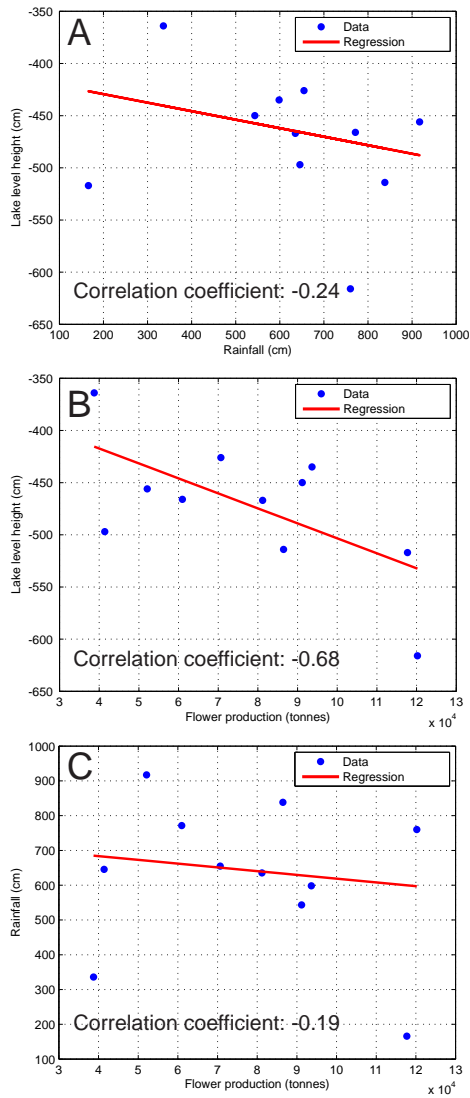 A
Data
Regression
-350
-400
-450
-500
-550
-600
-650
Lake level height (cm)
Correlation coefficient: -0.24
100 200 300 400 500 600 700 800 900 1000
Rainfall (cm)
B
Data
Regression
-350
-400
-450
-500
-550
-600
-650
Lake level height (cm)
Correlation coefficient: -0.68
3 4 5 6 7 8 9 10 11 12 13
Flower production (tonnes)
x 10⁴
C
Data
Regression
1000
900
800
700
600
500
400
300
200
100
Rainfall (cm)
Correlation coefficient: -0.19
3 4 5 6 7 8 9 10 11 12 13
Flower production (tonnes)
x 10⁴